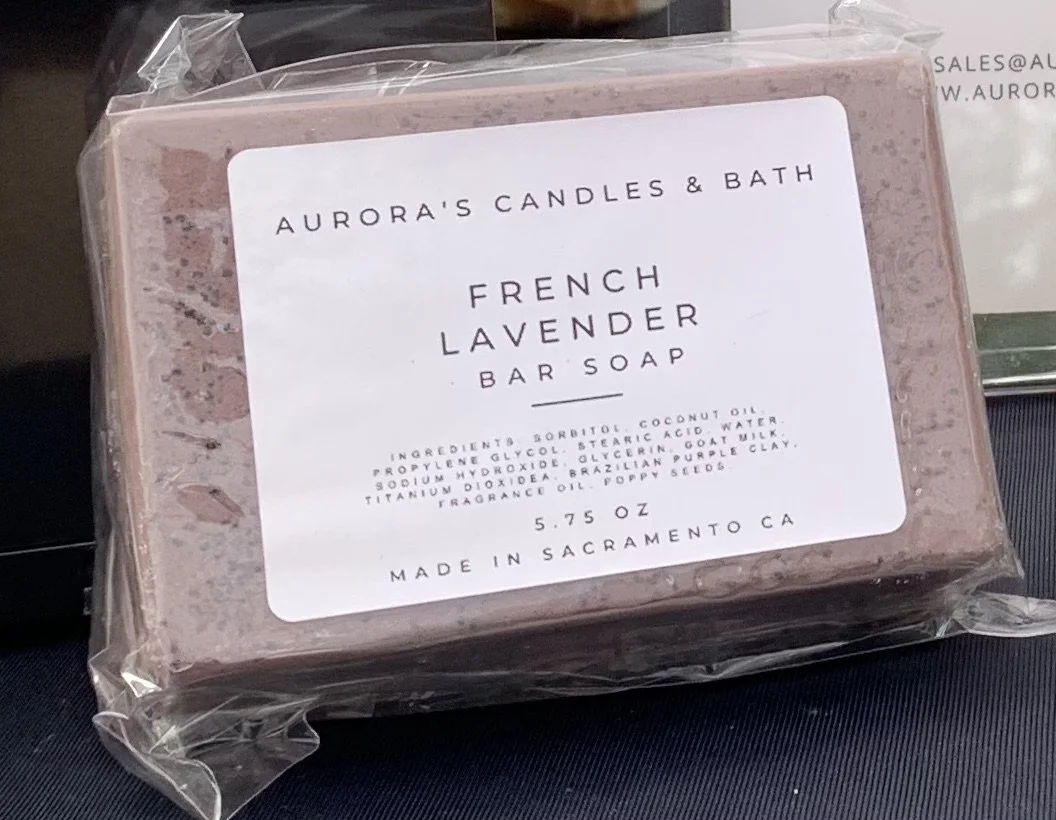 AURORA'S CANDLES & BATH
FRENCH
LAVENDER
BAR SOAP
INGREDIENTS: SORBITOL, COCONUT OIL,
PROPYLENE GLYCOL, STEARIC ACID, WATER,
SODIUM HYDROXIDE, GLYCERIN, GOAT MILK,
TITANIUM DIOXIDEA, BRAZILIAN PURPLE CLAY,
FRAGRANCE OIL, POPPY SEEDS.
5.75 OZ
MADE IN SACRAMENTO CA
SALES@AU
W.AUROR